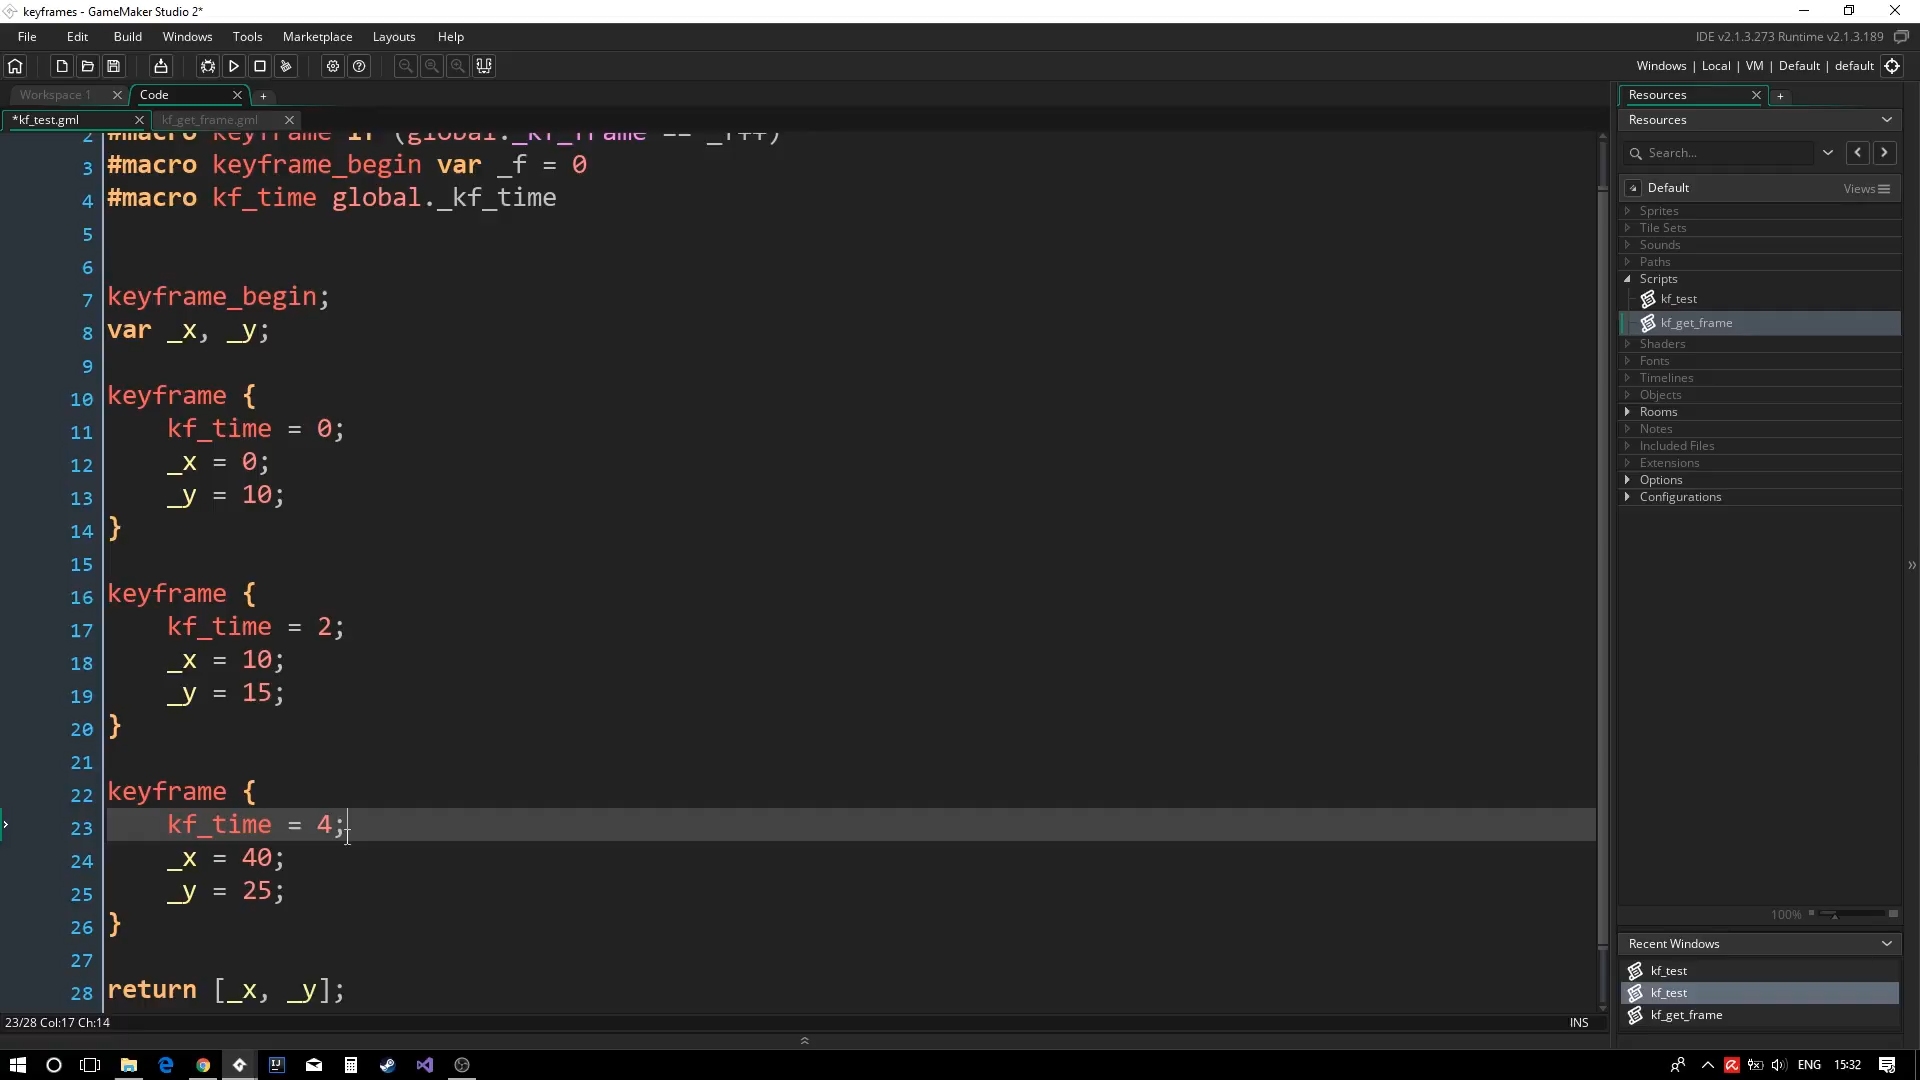 keyframes - GameMaker Studio 2*
File Edit Build Windows Tools Marketplace Layouts Help
IDE v2.1.3.273 Runtime v2.1.3.189
Windows | Local | VM | Default | default
Workspace 1 Code +
Resources +
*kf_test.gml kf_get_frame.gml
Resources
2 #macro keyframe if (global._kf_frame == _f++)
3 #macro keyframe_begin var _f = 0
4 #macro kf_time global._kf_time
5
6
7 keyframe_begin;
8 var _x, _y;
9
10 keyframe {
11 kf_time = 0;
12 _x = 0;
13 _y = 10;
14 }
15
16 keyframe {
17 kf_time = 2;
18 _x = 10;
19 _y = 15;
20 }
21
22 keyframe {
23 kf_time = 4;
24 _x = 40;
25 _y = 25;
26 }
27
28 return [_x, _y];
Search...
Default Views
Sprites
Tile Sets
Sounds
Paths
Scripts
kf_test
kf_get_frame
Shaders
Fonts
Timelines
Objects
Rooms
Notes
Included Files
Extensions
Options
Configurations
100%
Recent Windows
kf_test
kf_test
kf_get_frame
23/28 Col:17 Ch:14 INS
ENG 15:32